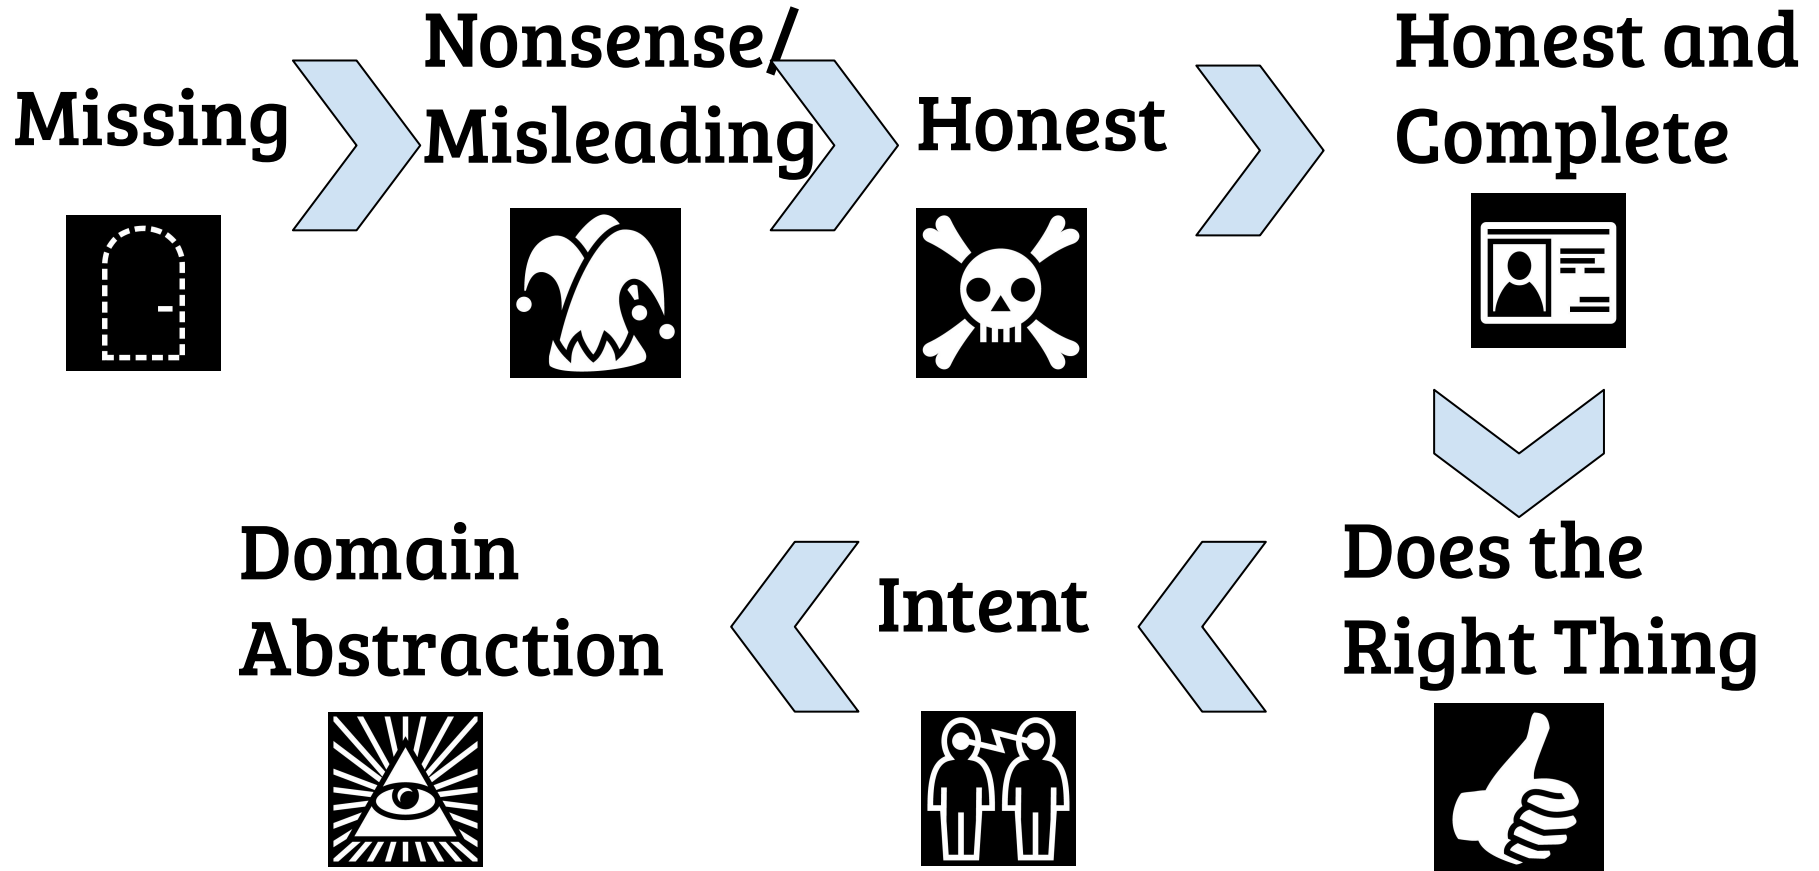 Missing
Nonsense/
Misleading
Honest
Honest and
Complete
Does the
Right Thing
Intent
Domain
Abstraction